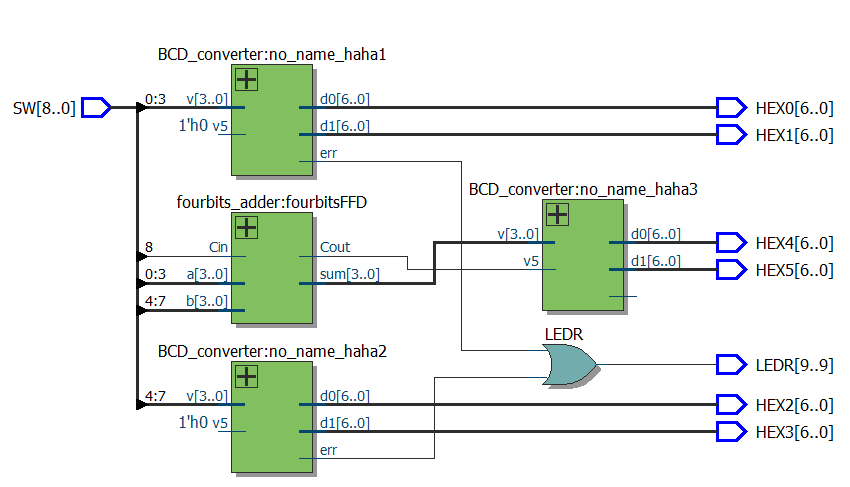 BCD_converter:no_name_haha1
SW[8..0]
0:3
v[3..0]
d0[6..0]
HEX0[6..0]
1'h0 v5
d1[6..0]
HEX1[6..0]
err
fourbits_adder:fourbitsFFD
BCD_converter:no_name_haha3
8
Cin
Cout
v[3..0]
d0[6..0]
HEX4[6..0]
0:3
a[3..0]
sum[3..0]
v5
d1[6..0]
HEX5[6..0]
4:7
b[3..0]
LEDR
BCD_converter:no_name_haha2
LEDR[9..9]
4:7
v[3..0]
d0[6..0]
HEX2[6..0]
1'h0 v5
d1[6..0]
HEX3[6..0]
err